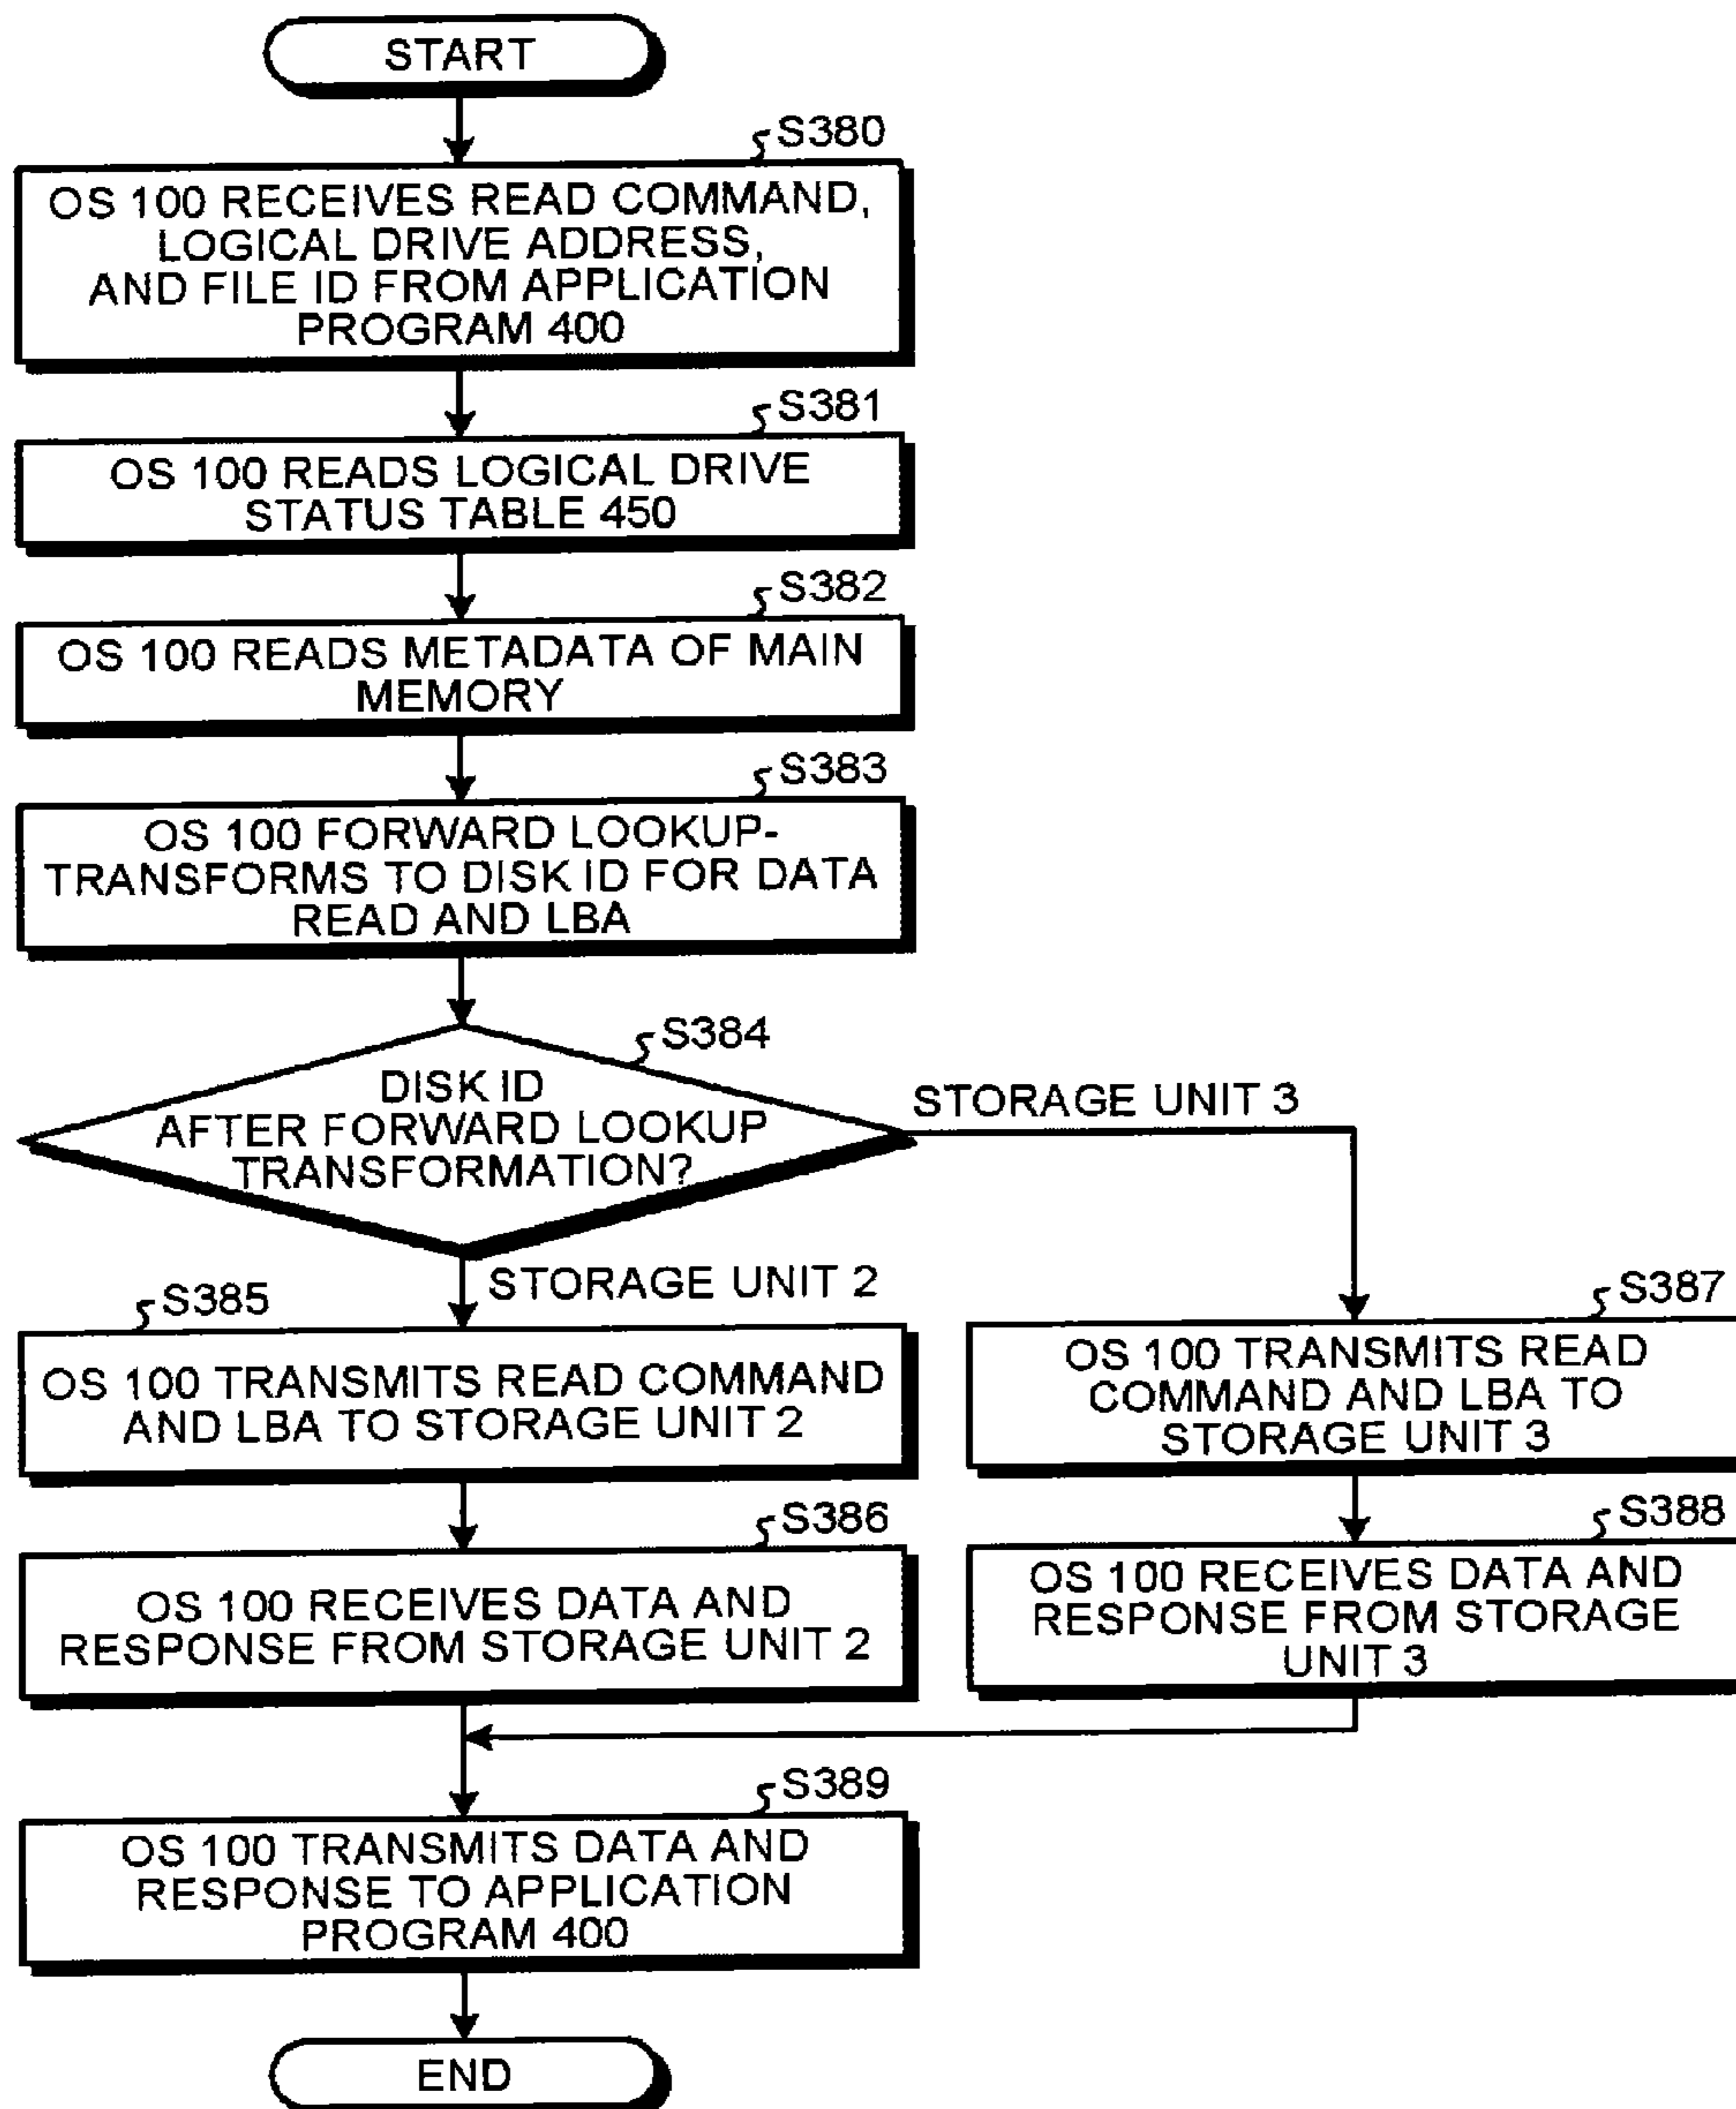 START
S380
OS 100 RECEIVES READ COMMAND,
LOGICAL DRIVE ADDRESS,
AND FILE ID FROM APPLICATION
PROGRAM 400
S381
OS 100 READS LOGICAL DRIVE
STATUS TABLE 450
S382
OS 100 READS METADATA OF MAIN
MEMORY
S383
OS 100 FORWARD LOOKUP-
TRANSFORMS TO DISK ID FOR DATA
READ AND LBA
S384
DISK ID
AFTER FORWARD LOOKUP
TRANSFORMATION?
STORAGE UNIT 3
STORAGE UNIT 2
S385
OS 100 TRANSMITS READ COMMAND
AND LBA TO STORAGE UNIT 2
S387
OS 100 TRANSMITS READ
COMMAND AND LBA TO
STORAGE UNIT 3
S386
OS 100 RECEIVES DATA AND
RESPONSE FROM STORAGE UNIT 2
S388
OS 100 RECEIVES DATA AND
RESPONSE FROM STORAGE
UNIT 3
S389
OS 100 TRANSMITS DATA AND
RESPONSE TO APPLICATION
PROGRAM 400
END